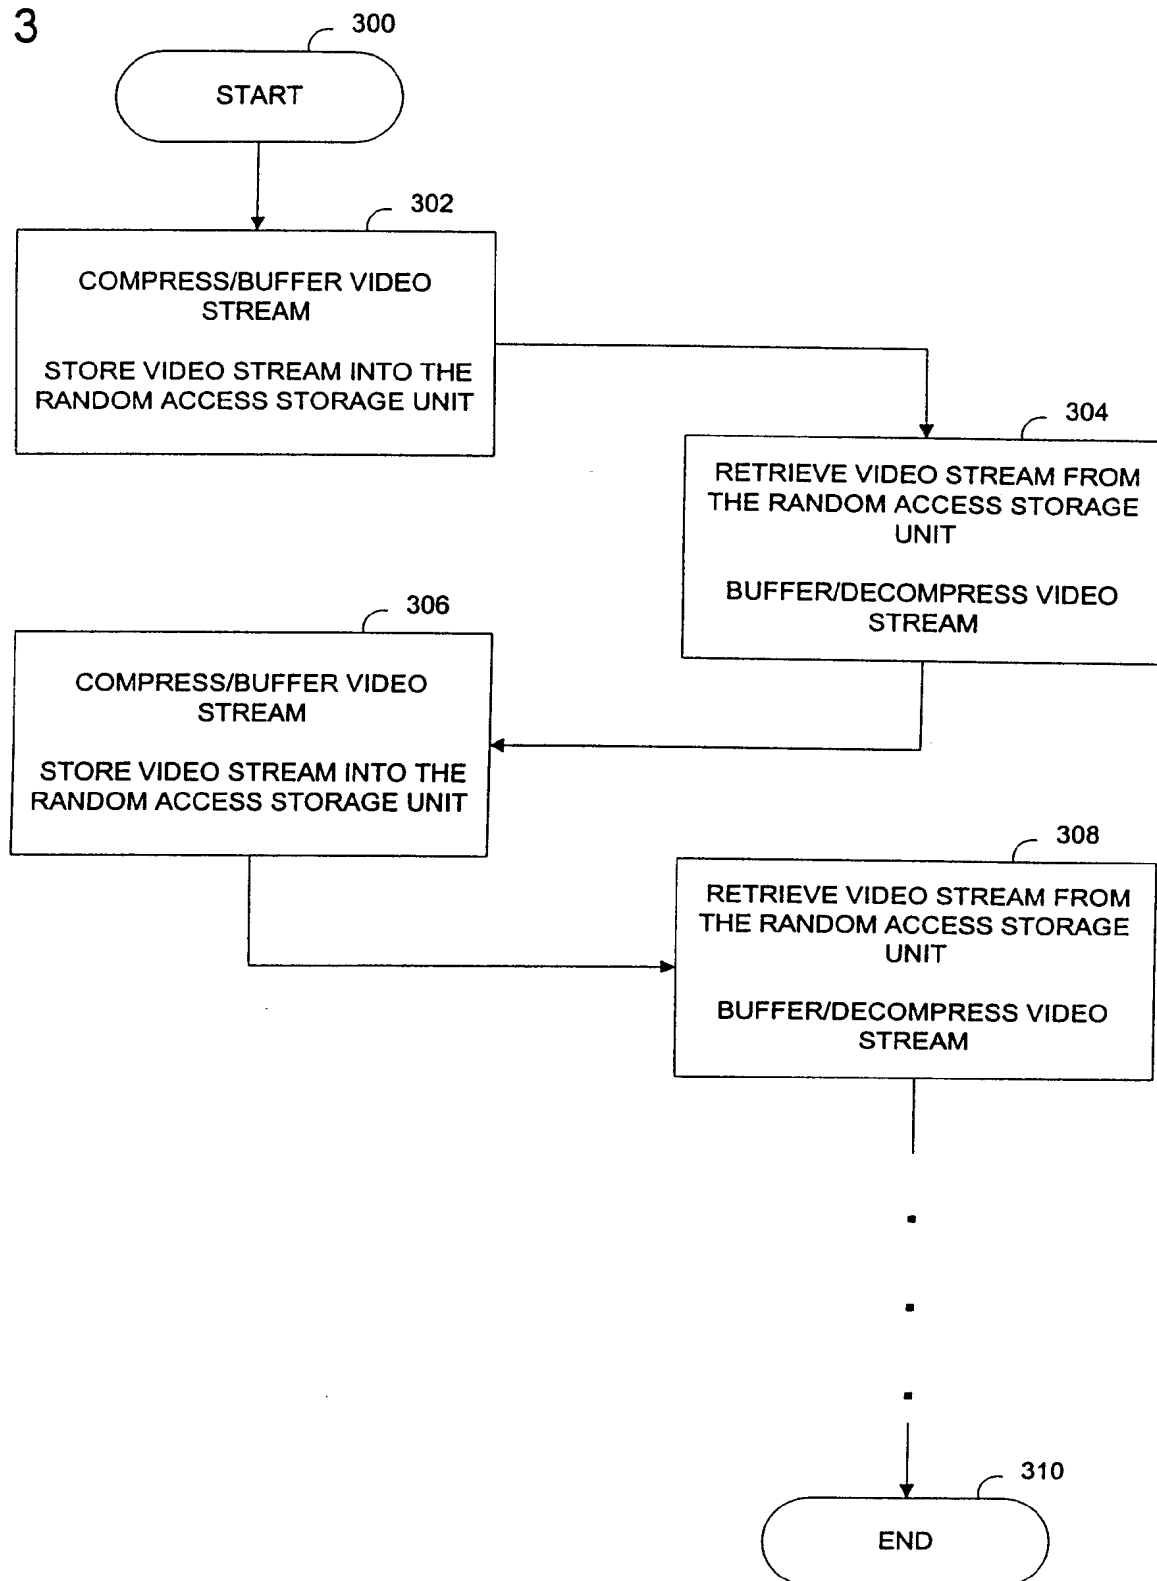 3
300
START
302
COMPRESS/BUFFER VIDEO
STREAM
STORE VIDEO STREAM INTO THE
RANDOM ACCESS STORAGE UNIT
304
RETRIEVE VIDEO STREAM FROM
THE RANDOM ACCESS STORAGE
UNIT
BUFFER/DECOMPRESS VIDEO
STREAM
306
COMPRESS/BUFFER VIDEO
STREAM
STORE VIDEO STREAM INTO THE
RANDOM ACCESS STORAGE UNIT
308
RETRIEVE VIDEO STREAM FROM
THE RANDOM ACCESS STORAGE
UNIT
BUFFER/DECOMPRESS VIDEO
STREAM
310
END